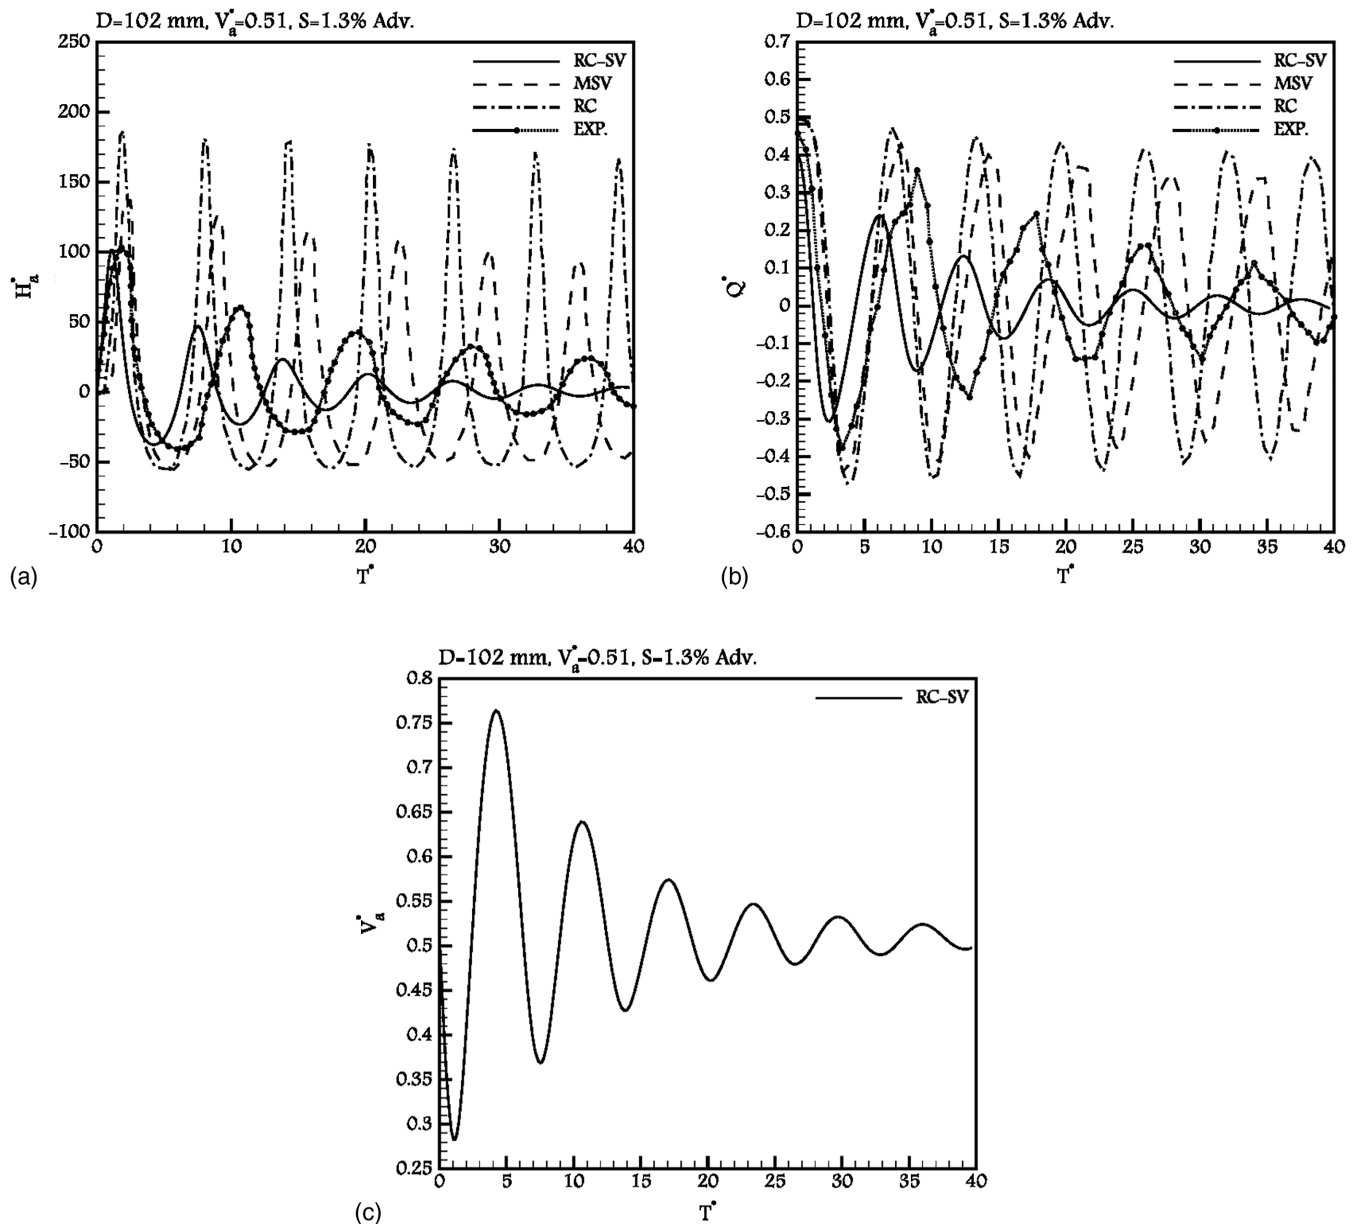 D=102 mm, V*a=0.51, S=1.3% Adv.
250
200
150
100
50
0
-50
-100
H*a
RC-SV
MSV
RC
EXP.
0
10
20
30
40
T*
(a)
D=102 mm, V*a=0.51, S=1.3% Adv.
0.7
0.6
0.5
0.4
0.3
0.2
0.1
0
-0.1
-0.2
-0.3
-0.4
-0.5
-0.6
Q*
RC-SV
MSV
RC
EXP.
0
5
10
15
20
25
30
35
40
T*
(b)
D=102 mm, V*a=0.51, S=1.3% Adv.
0.8
0.75
0.7
0.65
0.6
0.55
0.5
0.45
0.4
0.35
0.3
0.25
V*a
RC-SV
0
5
10
15
20
25
30
35
40
T*
(c)